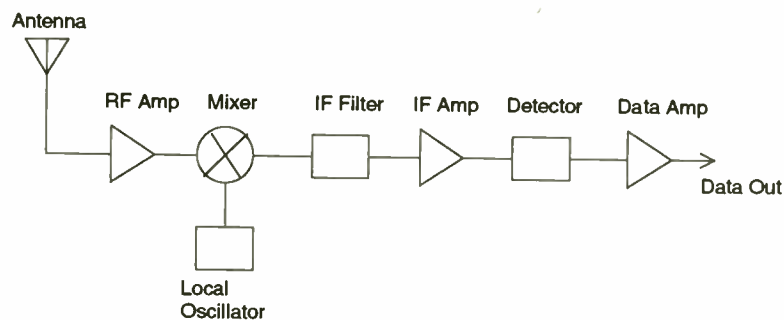 Antenna
RF Amp
Mixer
IF Filter
IF Amp
Detector
Data Amp
Data Out
Local
Oscillator